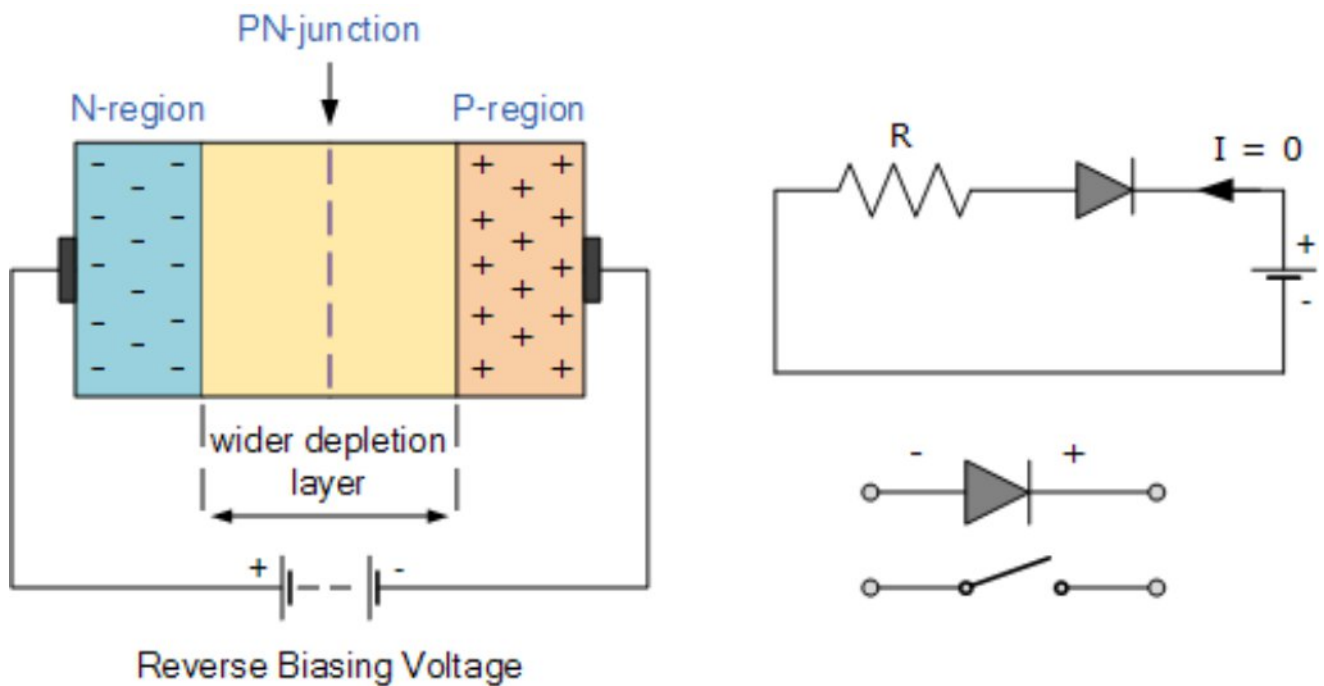 PN-junction
N-region
P-region
- - - - - - - - - - - - - -
+ + + + + + + + + + + + + +
wider depletion
layer
+ -
Reverse Biasing Voltage
R
I = 0
+
-
- +